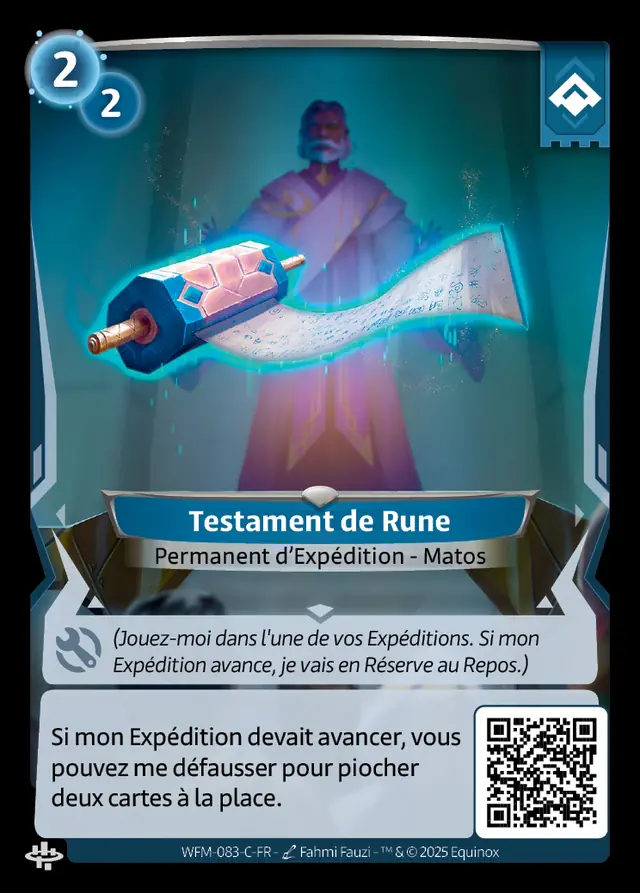 2
2
Testament de Rune
Permanent d’Expédition - Matos
(Jouez-moi dans l'une de vos Expéditions. Si mon
Expédition avance, je vais en Réserve au Repos.)
Si mon Expédition devait avancer, vous
pouvez me défausser pour piocher
deux cartes à la place.
WFM-083-C-FR - Fahmi Fauzi - ™ & © 2025 Equinox